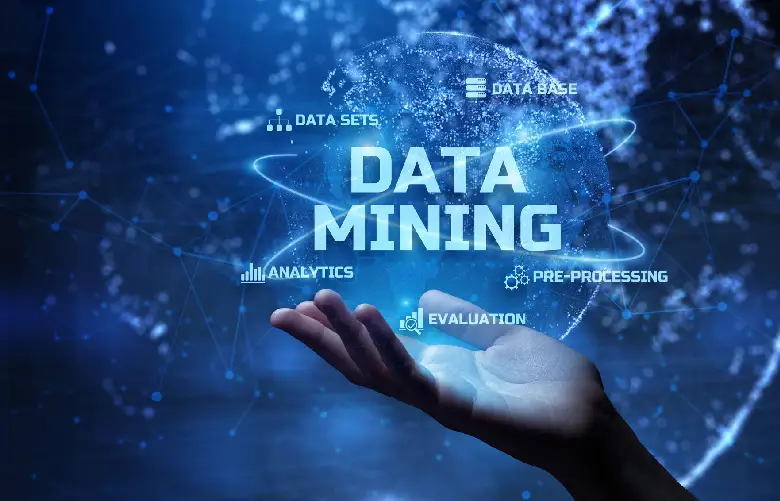 DATA BASE
DATA SETS
DATA
MINING
ANALYTICS
PRE-PROCESSING
EVALUATION